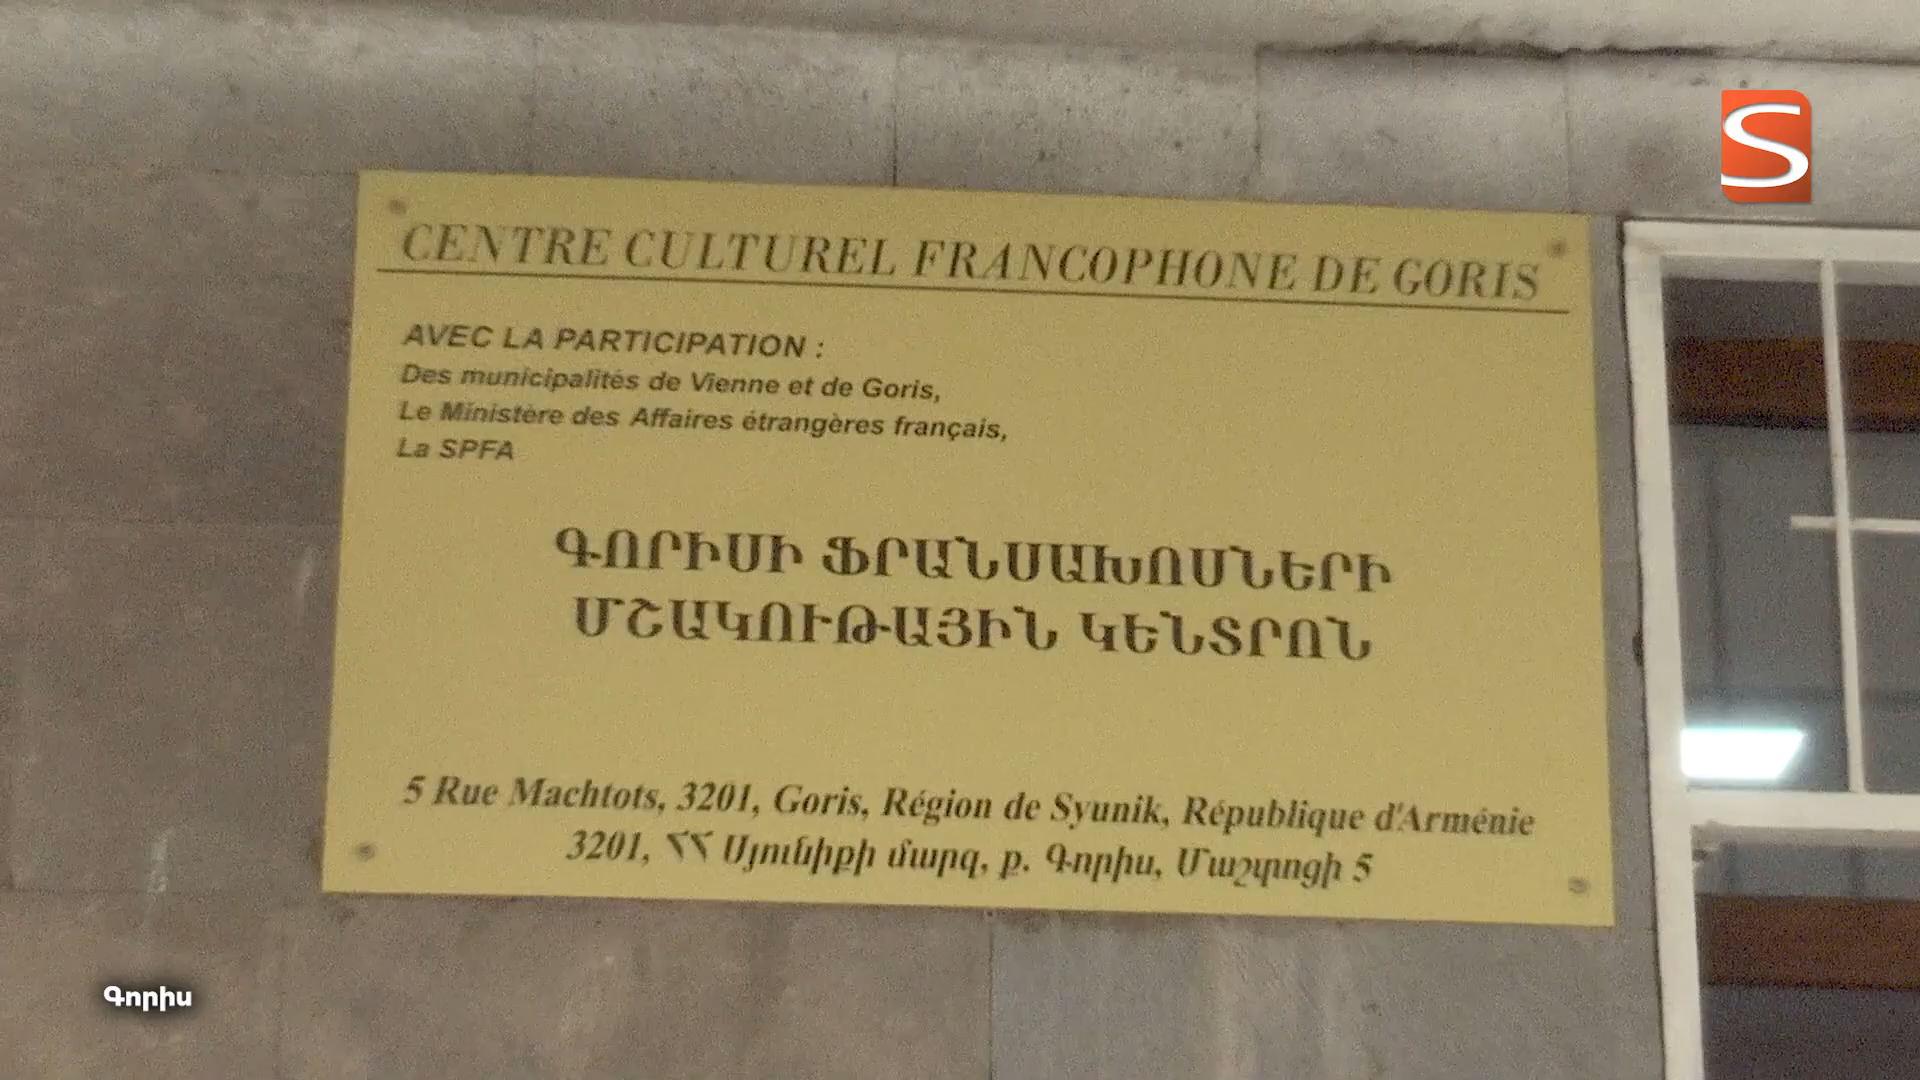 S
CENTRE CULTUREL FRANCOPHONE DE GORIS
AVEC LA PARTICIPATION :
Des municipalités de Vienne et de Goris,
Le Ministère des Affaires étrangères français,
La SPFA
ԳՈՐԻՍԻ ՖՐԱՆՍԱԽՈՍՆԵՐԻ
ՄՇԱԿՈՒԹԱՅԻՆ ԿԵՆՏՐՈՆ
5 Rue Machtots, 3201, Goris, Région de Syunik, République d'Arménie
3201, ՀՀ Սյունիքի մարզ, ք. Գորիս, Մաշտոցի 5
Գորիս